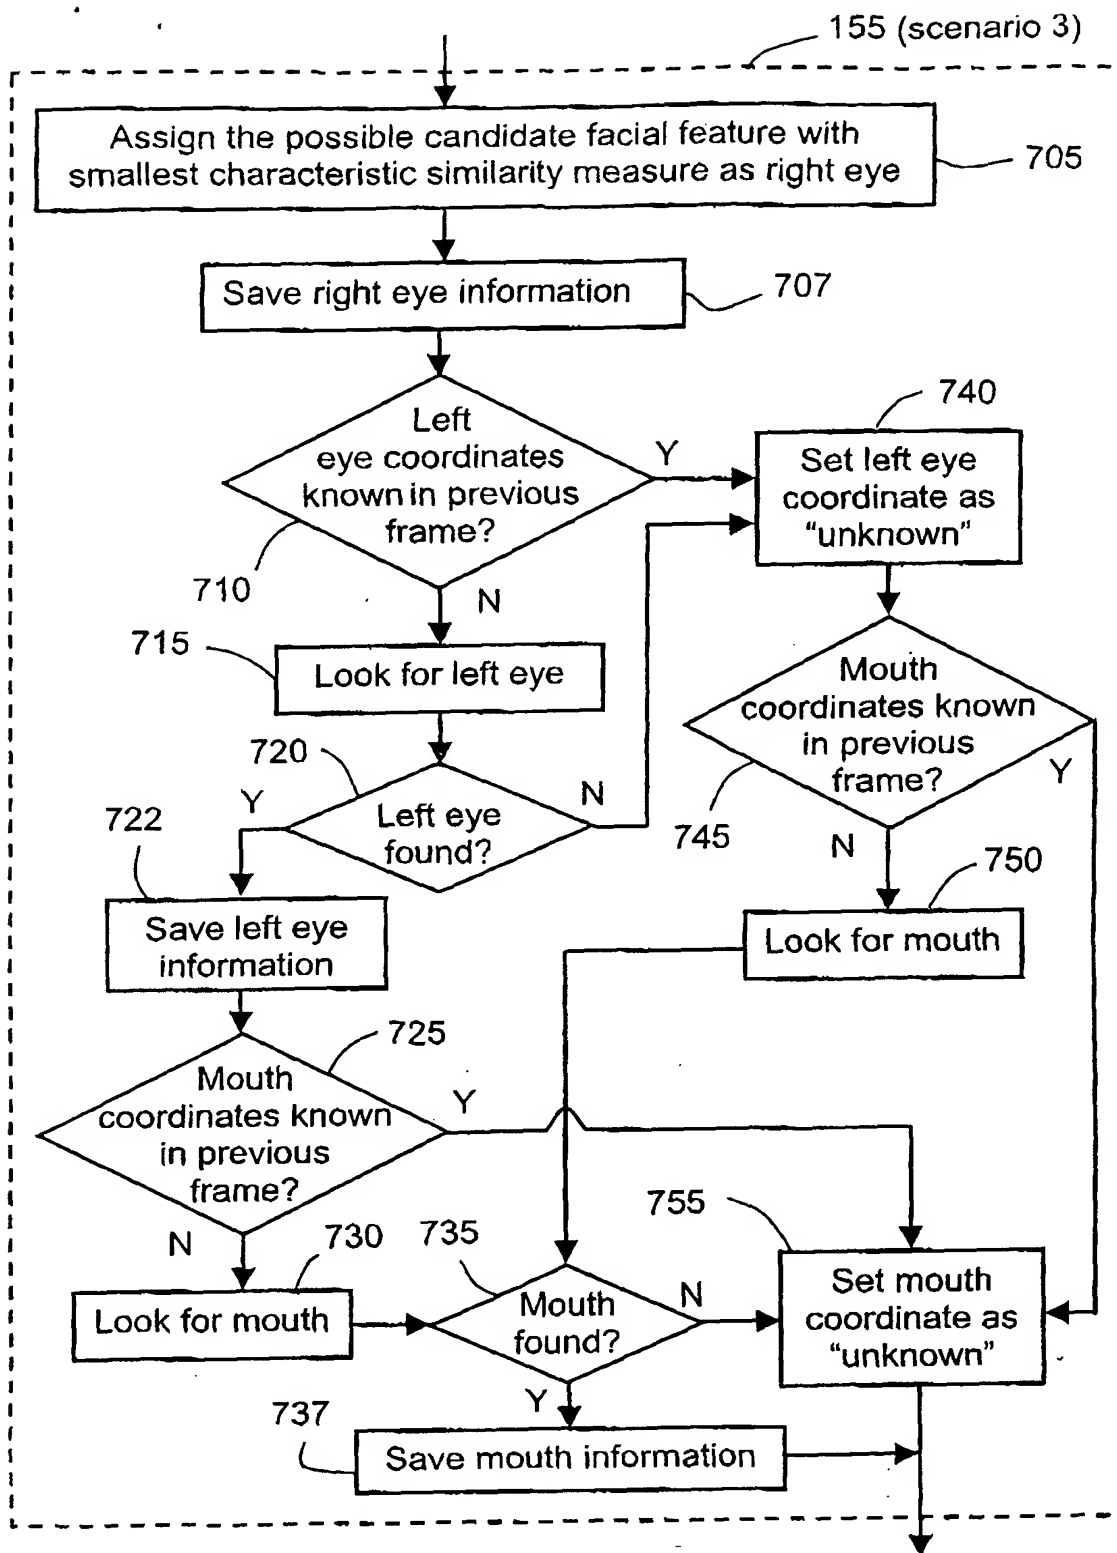 155 (scenario 3)
Assign the possible candidate facial feature with
smallest characteristic similarity measure as right eye
705
Save right eye information
707
Left
eye coordinates
known in previous
frame?
710
Y
N
740
Set left eye
coordinate as
"unknown"
715
Look for left eye
720
Left eye
found?
Y
N
Mouth
coordinates known
in previous
frame?
745
Y
N
722
Save left eye
information
750
Look for mouth
725
Mouth
coordinates known
in previous
frame?
Y
N
730
Look for mouth
735
Mouth
found?
N
Y
755
Set mouth
coordinate as
"unknown"
737
Save mouth information